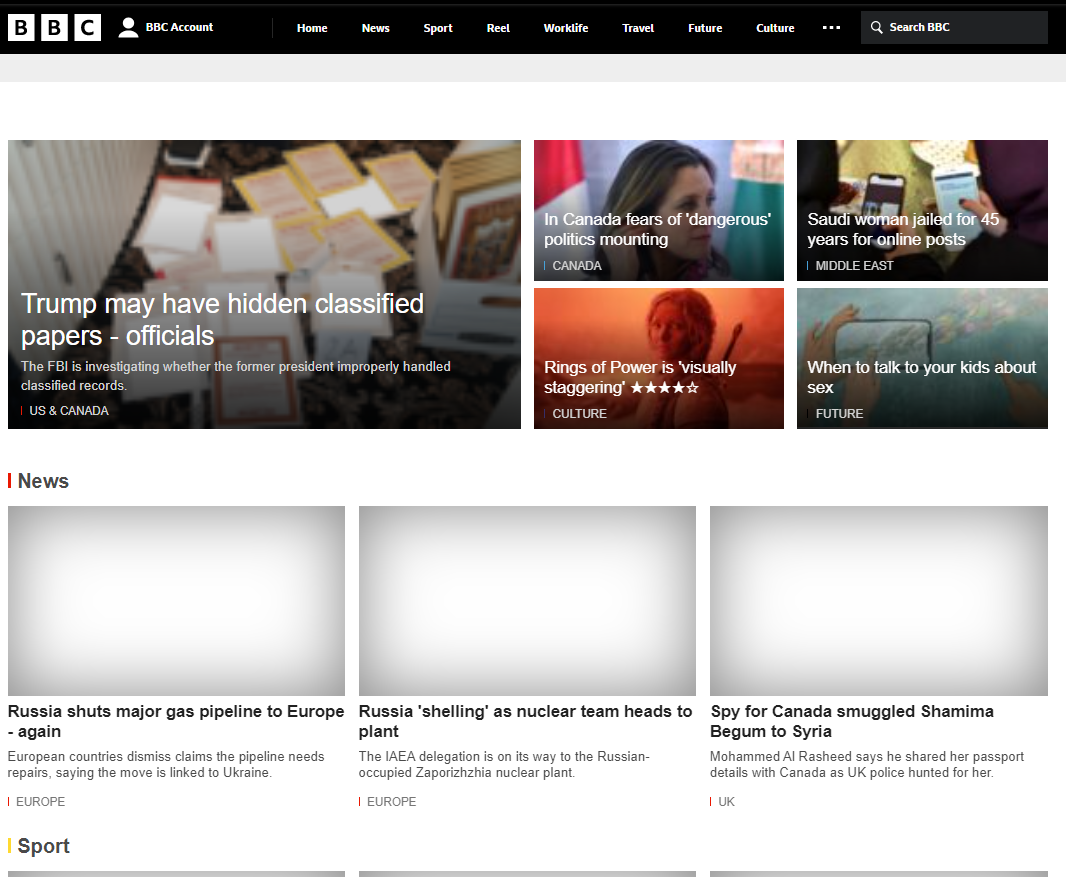 BBC
BBC Account
Home
News
Sport
Reel
Worklife
Travel
Future
Culture
Search BBC
Trump may have hidden classified
papers - officials
The FBI is investigating whether the former president improperly handled
classified records.
US & CANADA
In Canada fears of 'dangerous'
politics mounting
CANADA
Saudi woman jailed for 45
years for online posts
MIDDLE EAST
Rings of Power is 'visually
staggering' ★★★★☆
CULTURE
When to talk to your kids about
sex
FUTURE
News
Russia shuts major gas pipeline to Europe
- again
European countries dismiss claims the pipeline needs
repairs, saying the move is linked to Ukraine.
EUROPE
Russia 'shelling' as nuclear team heads to
plant
The IAEA delegation is on its way to the Russian-
occupied Zaporizhzhia nuclear plant.
EUROPE
Spy for Canada smuggled Shamima
Begum to Syria
Mohammed Al Rasheed says he shared her passport
details with Canada as UK police hunted for her.
UK
Sport